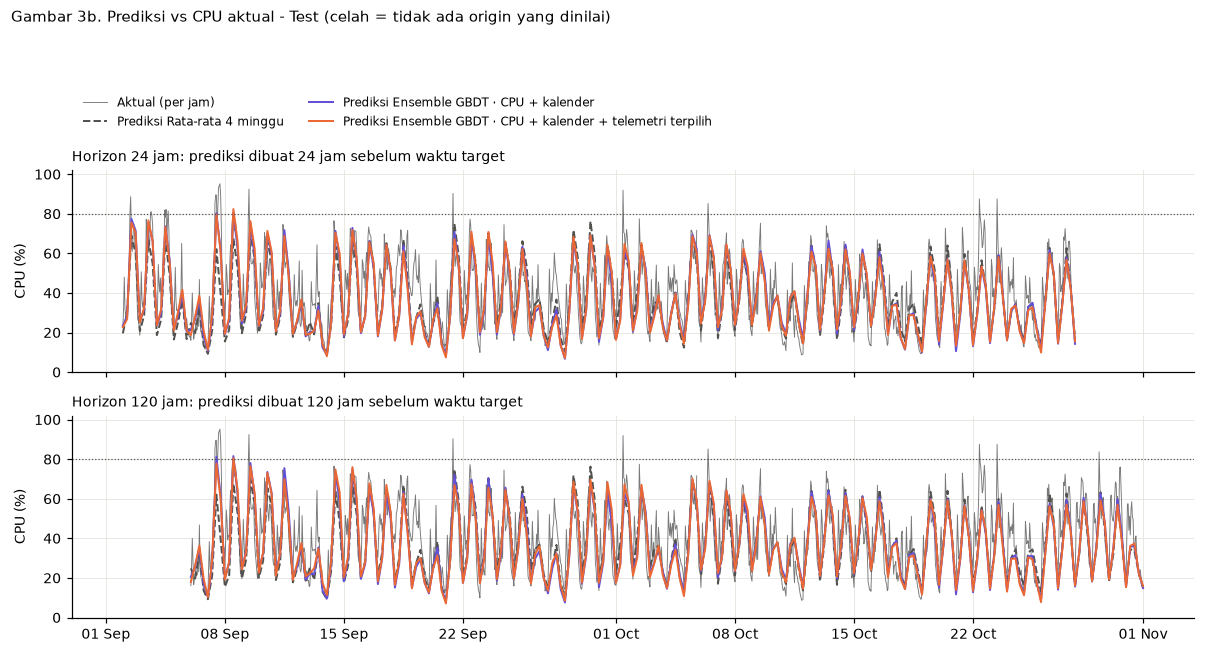 Gambar 3b. Prediksi vs CPU aktual - Test (celah = tidak ada origin yang dinilai)
Aktual (per jam)
Prediksi Rata-rata 4 minggu
Prediksi Ensemble GBDT · CPU + kalender
Prediksi Ensemble GBDT · CPU + kalender + telemetri terpilih
Horizon 24 jam: prediksi dibuat 24 jam sebelum waktu target
CPU (%)
100
80
60
40
20
0
Horizon 120 jam: prediksi dibuat 120 jam sebelum waktu target
CPU (%)
100
80
60
40
20
0
01 Sep 08 Sep 15 Sep 22 Sep 01 Oct 08 Oct 15 Oct 22 Oct 01 Nov